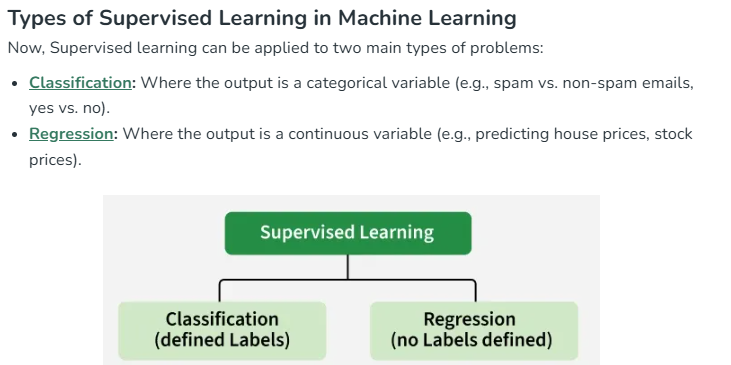 Types of Supervised Learning in Machine Learning
Now, Supervised learning can be applied to two main types of problems:
• Classification: Where the output is a categorical variable (e.g., spam vs. non-spam emails,
yes vs. no).
• Regression: Where the output is a continuous variable (e.g., predicting house prices, stock
prices).
Supervised Learning
Classification
(defined Labels)
Regression
(no Labels defined)